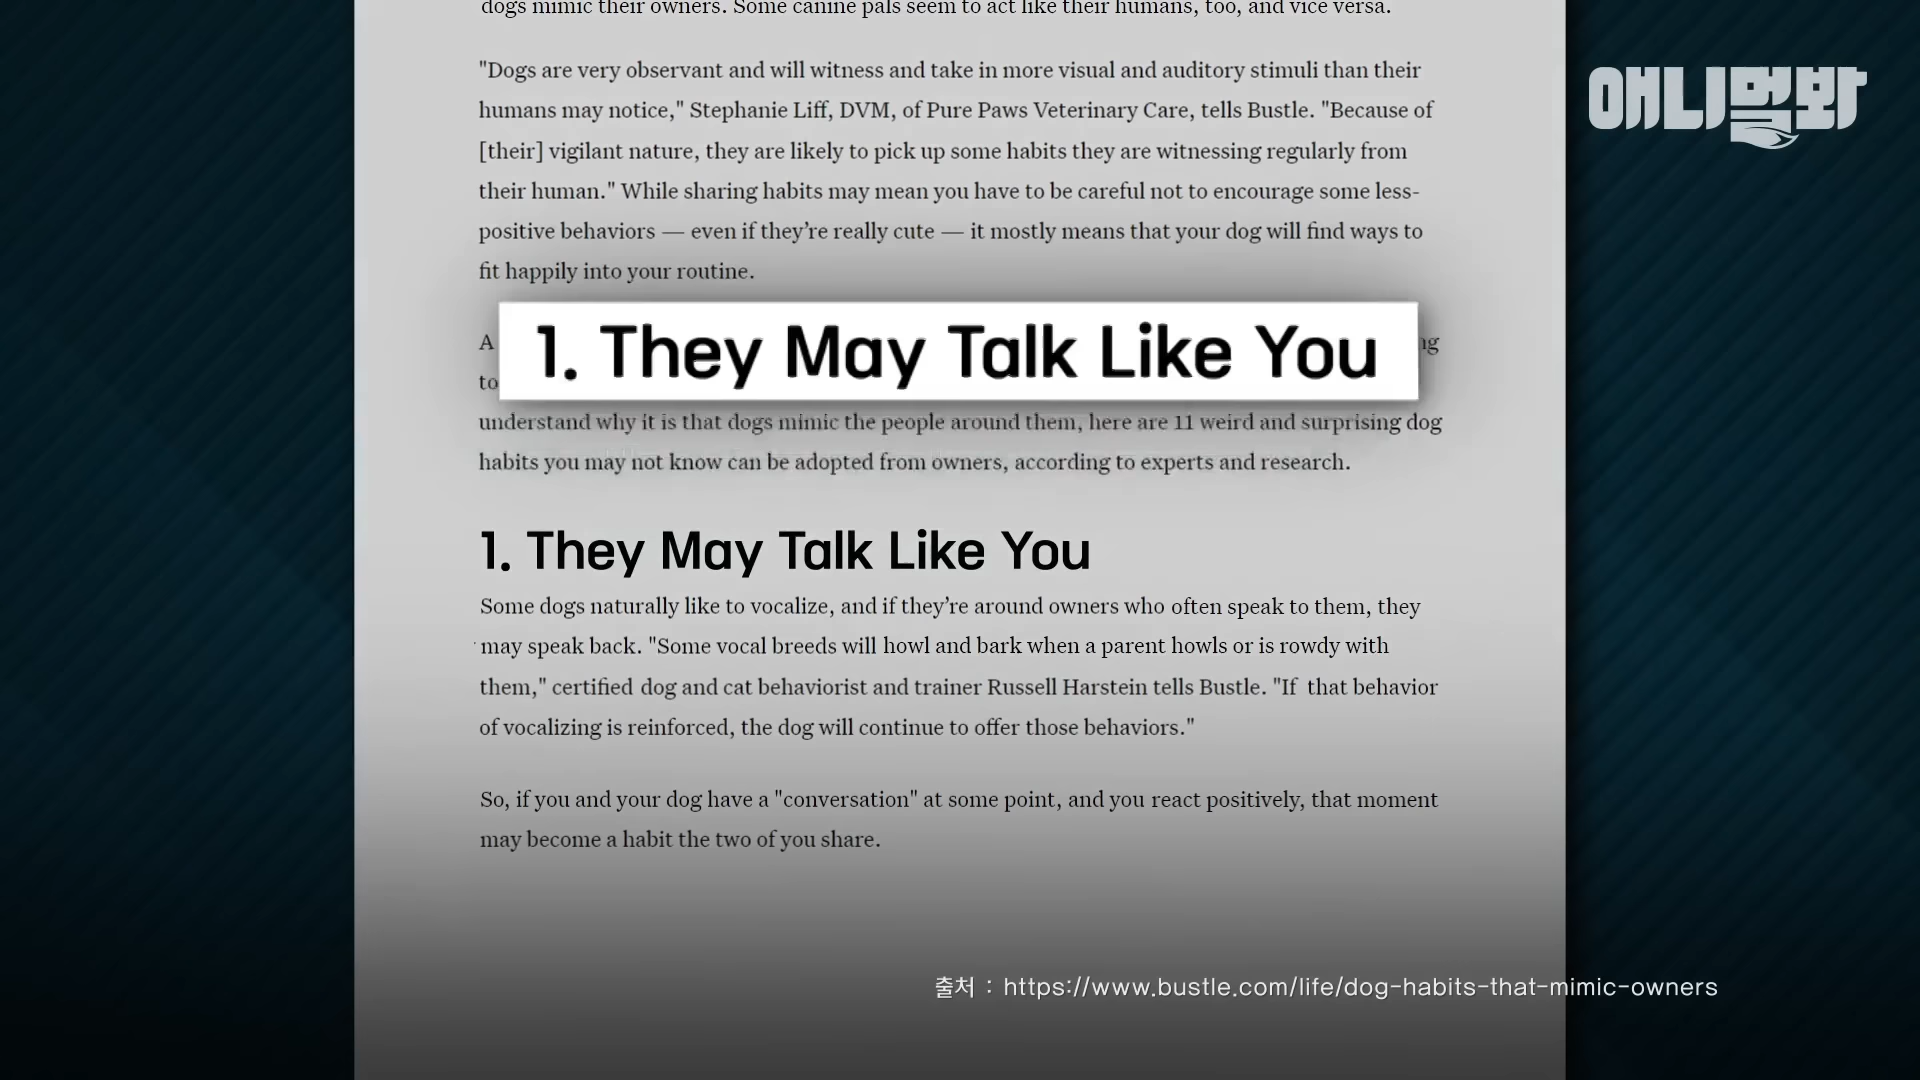 dogs mimic their owners. Some canine pals seem to act like their humans, too, and vice versa.
애니멀봐
"Dogs are very observant and will witness and take in more visual and auditory stimuli than their
humans may notice," Stephanie Liff, DVM, of Pure Paws Veterinary Care, tells Bustle. "Because of
[their] vigilant nature, they are likely to pick up some habits they are witnessing regularly from
their human." While sharing habits may mean you have to be careful not to encourage some less-
positive behaviors — even if they’re really cute — it mostly means that your dog will find ways to
fit happily into your routine.
1. They May Talk Like You
A
to
understand why it is that dogs mimic the people around them, here are 11 weird and surprising dog
habits you may not know can be adopted from owners, according to experts and research.
1. They May Talk Like You
Some dogs naturally like to vocalize, and if they’re around owners who often speak to them, they
may speak back. "Some vocal breeds will howl and bark when a parent howls or is rowdy with
them," certified dog and cat behaviorist and trainer Russell Harstein tells Bustle. "If that behavior
of vocalizing is reinforced, the dog will continue to offer those behaviors."
So, if you and your dog have a "conversation" at some point, and you react positively, that moment
may become a habit the two of you share.
출처 : https://www.bustle.com/life/dog-habits-that-mimic-owners